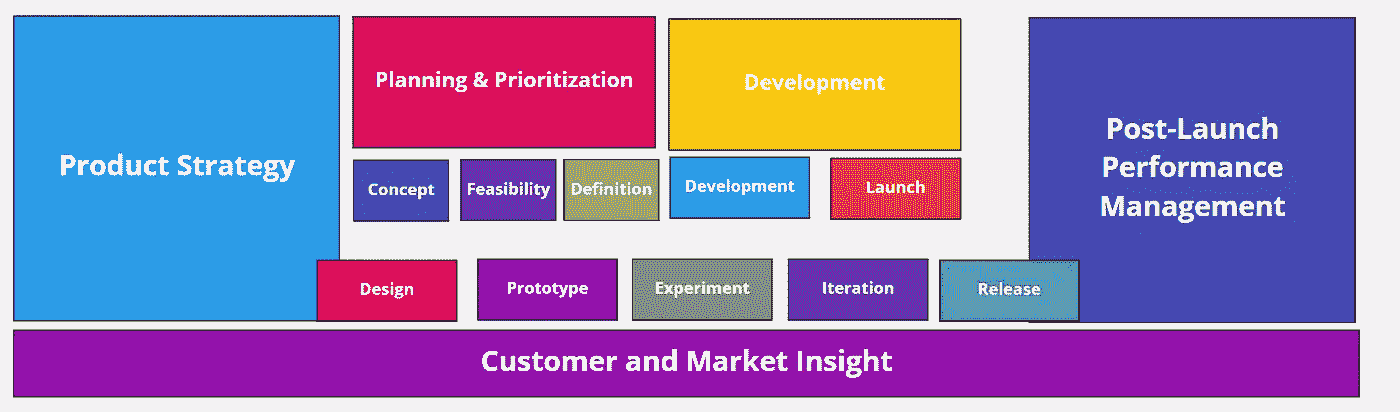 Product Strategy
Planning & Prioritization
Development
Post-Launch
Performance
Management
Concept
Feasibility
Definition
Development
Launch
Design
Prototype
Experiment
Iteration
Release
Customer and Market Insight